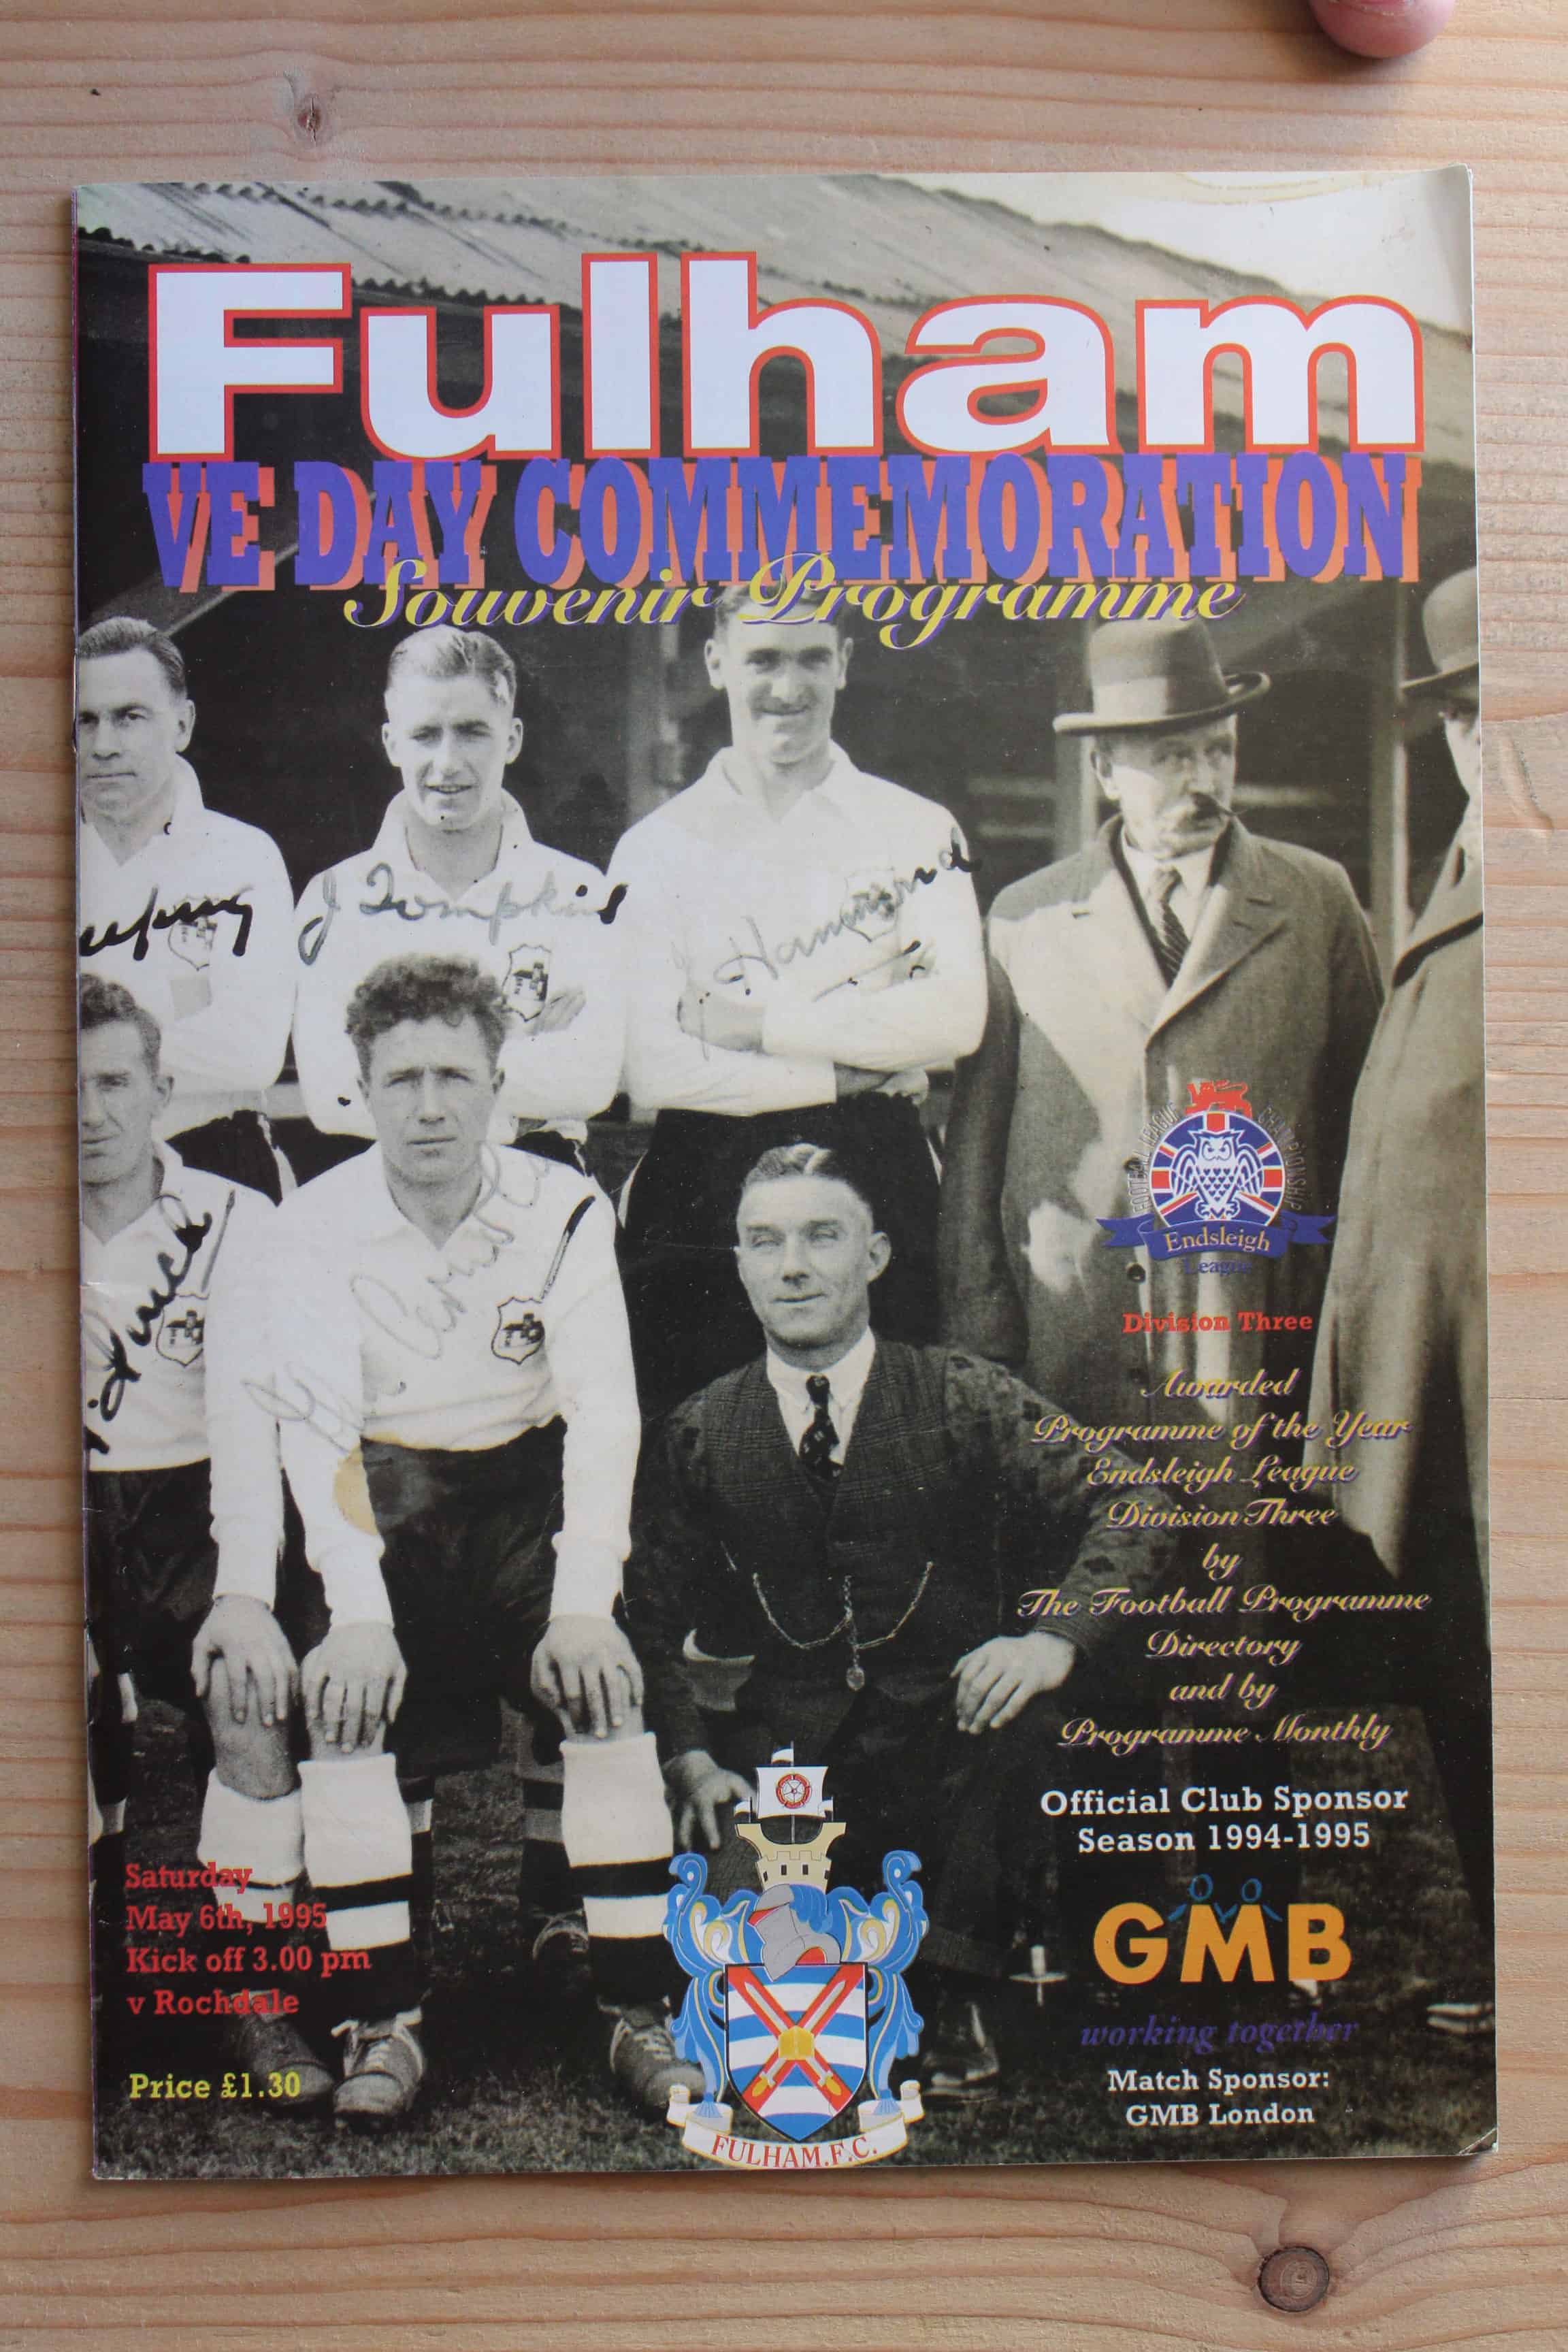 Fulham
VE DAY COMMEMORATION
Souvenir Programme
J Tompkins
Hammond
FOOTBALL LEAGUE CHAMPIONSHIP
Endsleigh
League
Division Three
Awarded
Programme of the Year
Endsleigh League
Division Three
by
The Football Programme
Directory
and by
Programme Monthly
Official Club Sponsor
Season 1994-1995
GMB
working together
Match Sponsor:
GMB London
Saturday
May 6th, 1995
Kick off 3.00 pm
v Rochdale
Price £1.30
FULHAM.F.C.